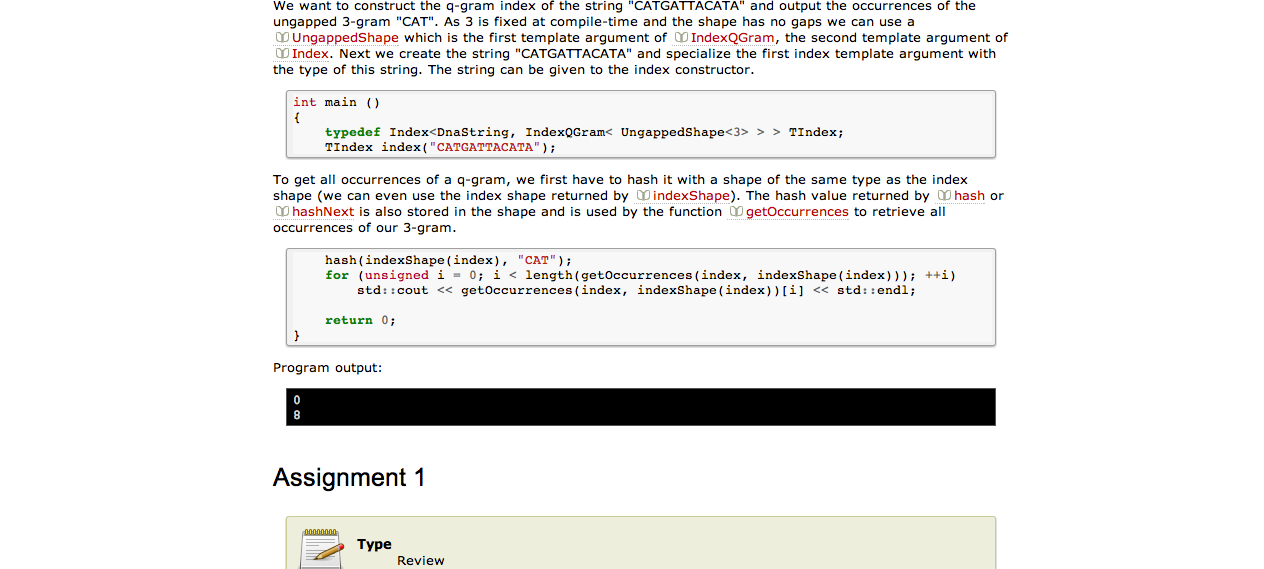 We want to construct the q-gram index of the string "CATGATTACATA" and output the occurrences of the
ungapped 3-gram "CAT". As 3 is fixed at compile-time and the shape has no gaps we can use a
UngappedShape which is the first template argument of IndexQGram, the second template argument of
Index. Next we create the string "CATGATTACATA" and specialize the first index template argument with
the type of this string. The string can be given to the index constructor.
int main ()
{
    typedef Index<DnaString, IndexQGram< UngappedShape<3> > > TIndex;
    TIndex index("CATGATTACATA");
To get all occurrences of a q-gram, we first have to hash it with a shape of the same type as the index
shape (we can even use the index shape returned by indexShape). The hash value returned by hash or
hashNext is also stored in the shape and is used by the function getOccurrences to retrieve all
occurrences of our 3-gram.
    hash(indexShape(index), "CAT");
    for (unsigned i = 0; i < length(getOccurrences(index, indexShape(index))); ++i)
        std::cout << getOccurrences(index, indexShape(index))[i] << std::endl;
    return 0;
}
Program output:
0
8
Assignment 1
Type
Review